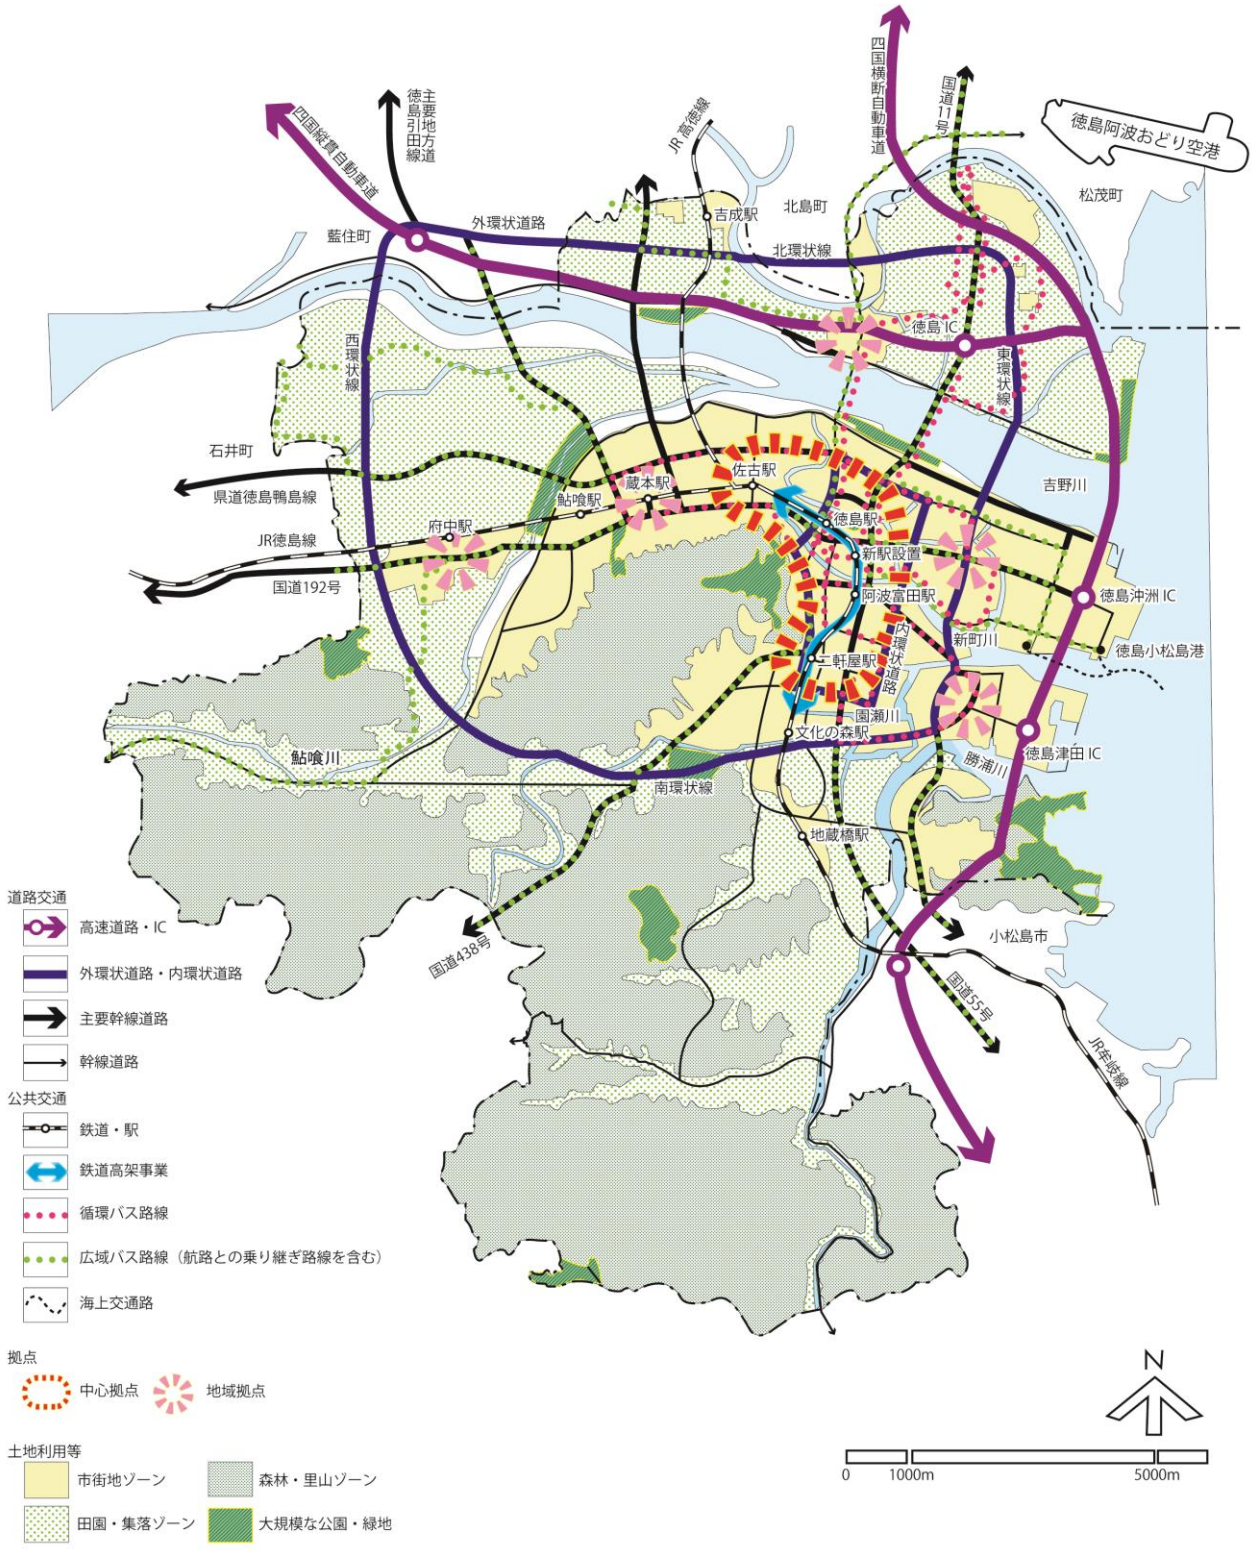 四国横断自動車道
国道11号
徳島阿波おどり空港
主要地方道
徳島引田線
四国縦貫自動車道
JR高徳線
松茂町
北島町
吉成駅
外環状道路
藍住町
北環状線
徳島 IC
西環状線
東環状線
石井町
佐古駅
蔵本駅
吉野川
県道徳島鴨島線
鮎喰駅
徳島駅
府中駅
JR徳島線
新駅設置
国道192号
阿波富田駅
徳島沖洲 IC
内環状道路
新町川
徳島小松島港
二軒屋駅
園瀬川
文化の森駅
鮎喰川
徳島津田 IC
勝浦川
南環状線
地蔵橋駅
小松島市
国道438号
国道55号
JR牟岐線
道路交通
高速道路・IC
外環状道路・内環状道路
主要幹線道路
幹線道路
公共交通
鉄道・駅
鉄道高架事業
循環バス路線
広域バス路線（航路との乗り継ぎ路線を含む）
海上交通路
拠点
中心拠点
地域拠点
土地利用等
市街地ゾーン
森林・里山ゾーン
田園・集落ゾーン
大規模な公園・緑地
N
0
1000m
5000m